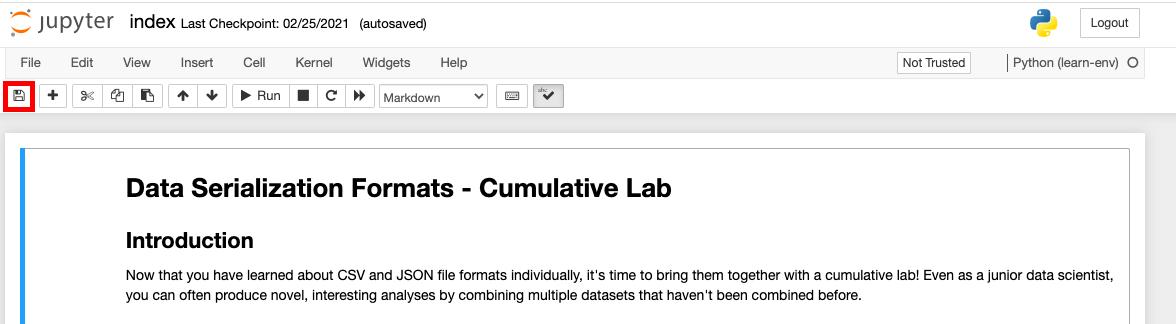 jupyter index Last Checkpoint: 02/25/2021 (autosaved) Logout
File Edit View Insert Cell Kernel Widgets Help Not Trusted Python (learn-env)
Run Markdown abc
Data Serialization Formats - Cumulative Lab
Introduction
Now that you have learned about CSV and JSON file formats individually, it's time to bring them together with a cumulative lab! Even as a junior data scientist,
you can often produce novel, interesting analyses by combining multiple datasets that haven't been combined before.